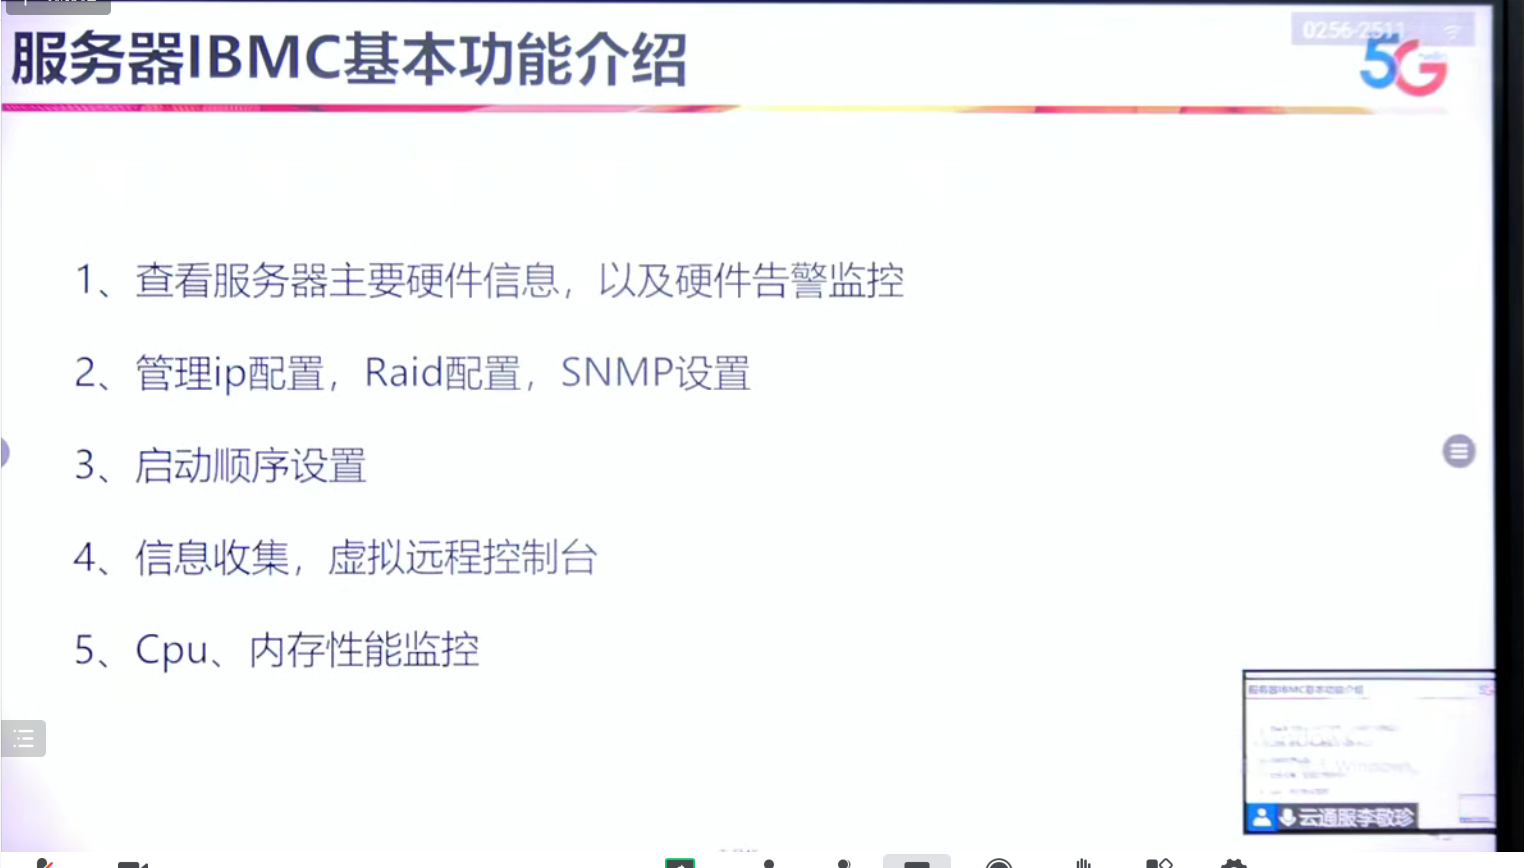 服务器IBMC基本功能介绍
0256-2511
5G
1、查看服务器主要硬件信息，以及硬件告警监控
2、管理ip配置，Raid配置，SNMP设置
3、启动顺序设置
4、信息收集，虚拟远程控制台
5、Cpu、内存性能监控
服务器IBMC基本功能介绍
云通服李敬珍